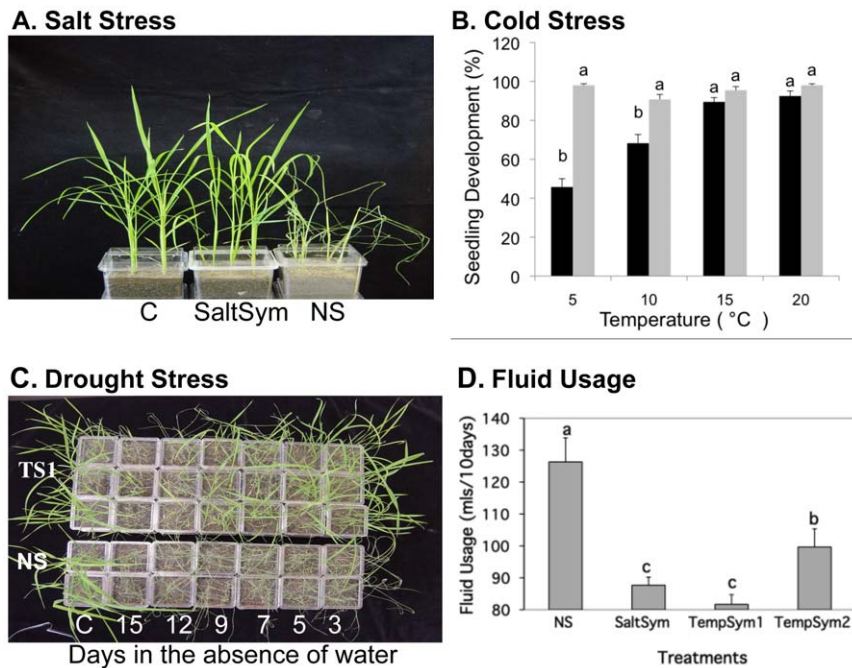 A. Salt Stress
C SaltSym NS
B. Cold Stress
Seedling Development (%)
120
100
80
60
40
20
0
a
b
a
b
a
a
a
a
5 10 15 20
Temperature ( °C )
C. Drought Stress
TS1
NS
C 15 12 9 7 5 3
Days in the absence of water
D. Fluid Usage
Fluid Usage (mls/10days)
140
130
120
110
100
90
80
a
c
c
b
NS SaltSym TempSym1 TempSym2
Treatments